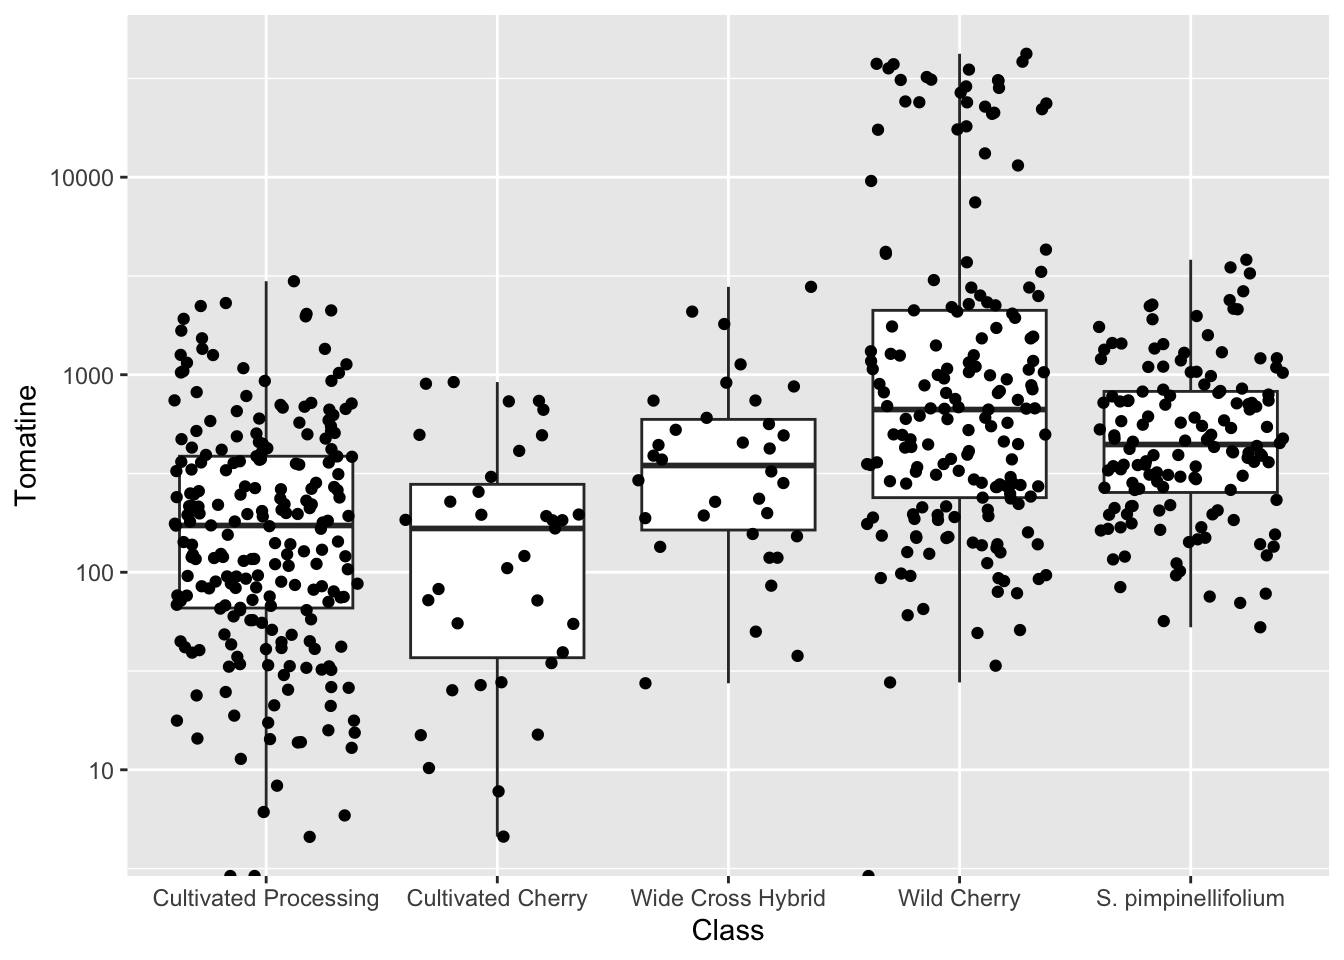 Tomatine
10000
1000
100
10
Cultivated Processing
Cultivated Cherry
Wide Cross Hybrid
Wild Cherry
S. pimpinellifolium
Class